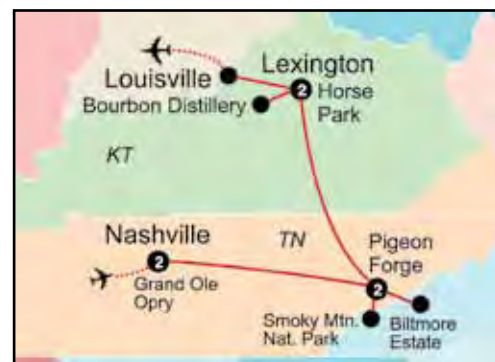 Louisville
Lexington
2
Horse
Park
Bourbon Distillery
KT
Nashville
TN
2
Grand Ole
Opry
Pigeon
Forge
2
Smoky Mtn.
Nat. Park
Biltmore
Estate